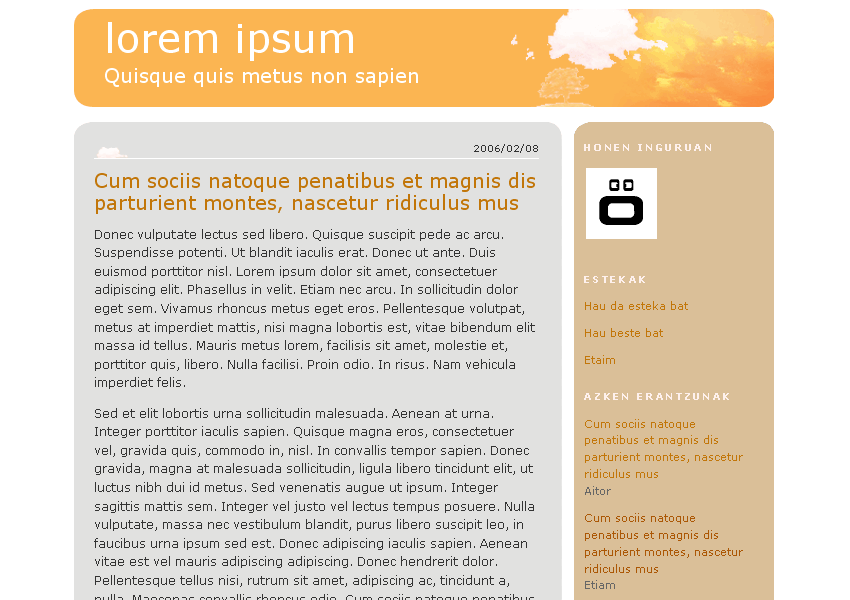 lorem ipsum
Quisque quis metus non sapien
2006/02/08
Cum sociis natoque penatibus et magnis dis
parturient montes, nascetur ridiculus mus
Donec vulputate lectus sed libero. Quisque suscipit pede ac arcu.
Suspendisse potenti. Ut blandit iaculis erat. Donec ut ante. Duis
euismod porttitor nisl. Lorem ipsum dolor sit amet, consectetuer
adipiscing elit. Phasellus in velit. Etiam nec arcu. In sollicitudin dolor
eget sem. Vivamus rhoncus metus eget eros. Pellentesque volutpat,
metus at imperdiet mattis, nisi magna lobortis est, vitae bibendum elit
massa id tellus. Mauris metus lorem, facilisis sit amet, molestie et,
porttitor quis, libero. Nulla facilisi. Proin odio. In risus. Nam vehicula
imperdiet felis.
Sed et elit lobortis urna sollicitudin malesuada. Aenean at urna.
Integer porttitor iaculis sapien. Quisque magna eros, consectetuer
vel, gravida quis, commodo in, nisl. In convallis tempor sapien. Donec
gravida, magna at malesuada sollicitudin, ligula libero tincidunt elit, ut
luctus nibh dui id metus. Sed venenatis augue ut ipsum. Integer
sagittis mattis sem. Integer vel justo vel lectus tempus posuere. Nulla
vulputate, massa nec vestibulum blandit, purus libero suscipit leo, in
faucibus urna ipsum sed est. Donec adipiscing iaculis sapien. Aenean
vitae est vel mauris adipiscing adipiscing. Donec hendrerit dolor.
Pellentesque tellus nisi, rutrum sit amet, adipiscing ac, tincidunt a,
nulla. Maecenas convallis rhoncus odio. Cum sociis natoque penatibus
HONEN INGURUAN
ESTEKAK
Hau da esteka bat
Hau beste bat
Etaim
AZKEN ERANTZUNAK
Cum sociis natoque
penatibus et magnis dis
parturient montes, nascetur
ridiculus mus
Aitor
Cum sociis natoque
penatibus et magnis dis
parturient montes, nascetur
ridiculus mus
Etiam